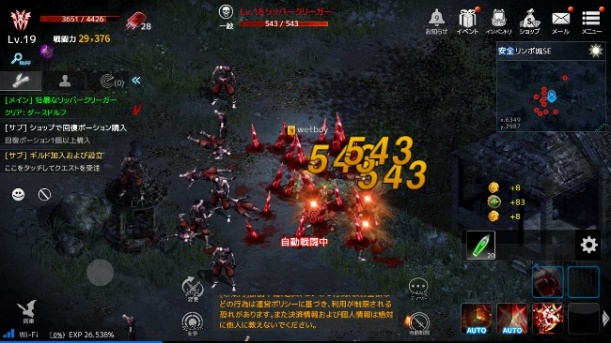 3651 / 4426
Lv.19
戦闘力 29,376
-28
Lv.18 リッパークリーガー
一般
543 / 543
お知らせ
イベント
インベントリ
ショップ
メール
メニュー
(0)
[メイン] 狂暴なリッパークリーガー
クリア: ダースドルフ
[サブ] ショップで回復ポーション購入
回復ポーション1個以上購入
[サブ] ギルド加入および設立
ここをタッチしてクエストを受注
安全 リンボ城SE
x.6349
y.2987
wetboy
543
543
543
+8
+83
+8
20
自動戦闘中
変更
どの行為は運営ポリシーに基づき、利用が制限される
恐れがあります。また決済情報および個人情報は絶対
に他人に教えないでください。
自動戦闘
AUTO
AUTO
Wi-Fi
(0%) EXP 26.538%